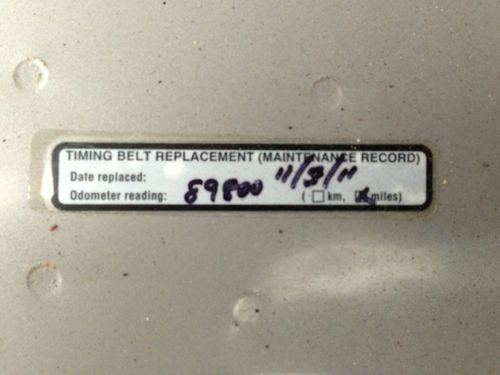 TIMING BELT REPLACEMENT (MAINTENANCE RECORD)
Date replaced: 11/3/11
Odometer reading: 89800 (☐ km, ☒ miles)